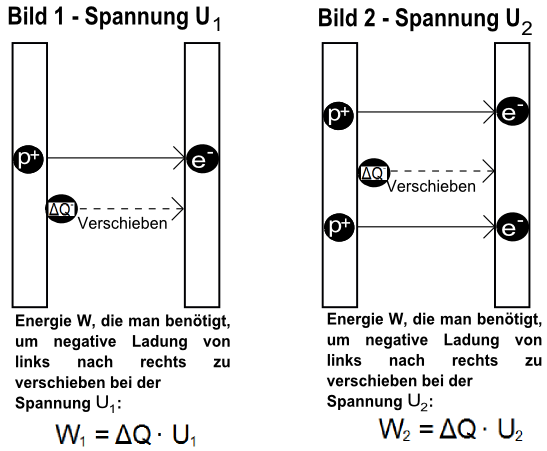 Bild 1 - Spannung U₁
p⁺
e⁻
ΔQ⁻
Verschieben
Energie W, die man benötigt,
um negative Ladung von
links nach rechts zu
verschieben bei der
Spannung U₁:
W₁ = ΔQ · U₁
Bild 2 - Spannung U₂
p⁺
e⁻
ΔQ⁻
Verschieben
p⁺
e⁻
Energie W, die man benötigt,
um negative Ladung von
links nach rechts zu
verschieben bei der
Spannung U₂:
W₂ = ΔQ · U₂